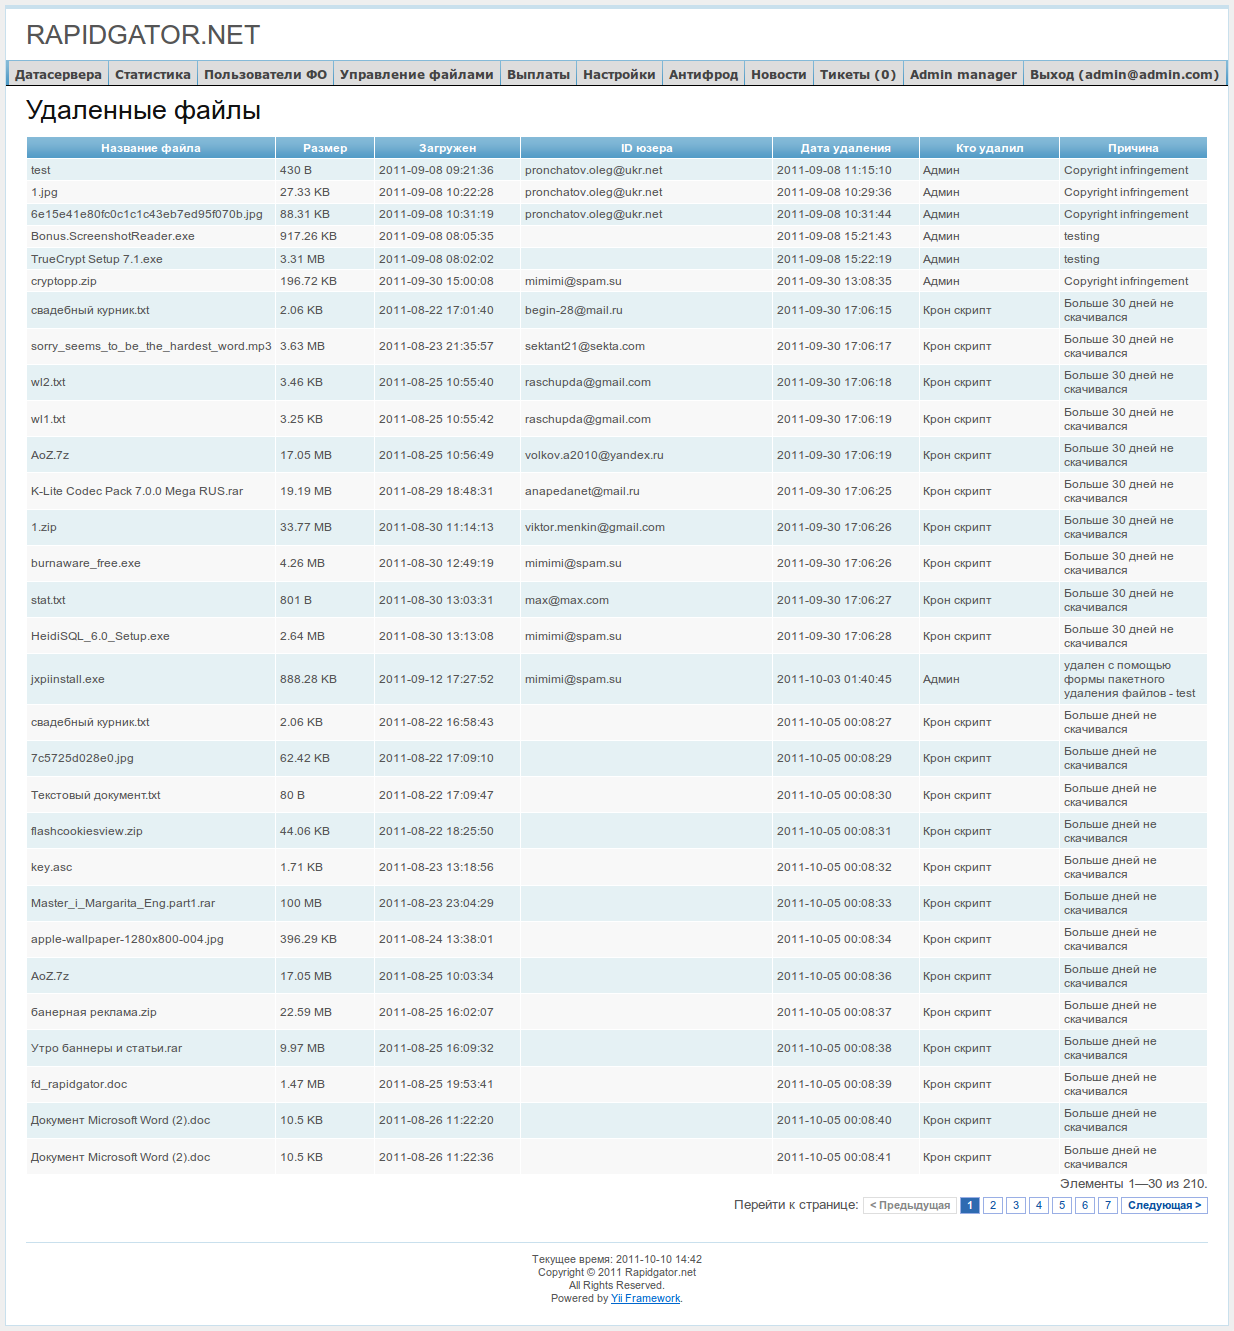 RAPIDGATOR.NET
Датасервера Статистика Пользователи ФО Управление файлами Выплаты Настройки Антифрод Новости Тикеты (0) Admin manager Выход (admin@admin.com)
Удаленные файлы
Название файла Размер Загружен ID юзера Дата удаления Кто удалил Причина
test 430 B 2011-09-08 09:21:36 pronchatov.oleg@ukr.net 2011-09-08 11:15:10 Админ Copyright infringement
1.jpg 27.33 KB 2011-09-08 10:22:28 pronchatov.oleg@ukr.net 2011-09-08 10:29:36 Админ Copyright infringement
6e15e41e80fc0c1c1c43eb7ed95f070b.jpg 88.31 KB 2011-09-08 10:31:19 pronchatov.oleg@ukr.net 2011-09-08 10:31:44 Админ Copyright infringement
Bonus.ScreenshotReader.exe 917.26 KB 2011-09-08 08:05:35 2011-09-08 15:21:43 Админ testing
TrueCrypt Setup 7.1.exe 3.31 MB 2011-09-08 08:02:02 2011-09-08 15:22:19 Админ testing
cryptopp.zip 196.72 KB 2011-09-30 15:00:08 mimimi@spam.su 2011-09-30 13:08:35 Админ Copyright infringement
свадебный курник.txt 2.06 KB 2011-08-22 17:01:40 begin-28@mail.ru 2011-09-30 17:06:15 Крон скрипт Больше 30 дней не
скачивался
sorry_seems_to_be_the_hardest_word.mp3 3.63 MB 2011-08-23 21:35:57 sektant21@sekta.com 2011-09-30 17:06:17 Крон скрипт Больше 30 дней не
скачивался
wl2.txt 3.46 KB 2011-08-25 10:55:40 raschupda@gmail.com 2011-09-30 17:06:18 Крон скрипт Больше 30 дней не
скачивался
wl1.txt 3.25 KB 2011-08-25 10:55:42 raschupda@gmail.com 2011-09-30 17:06:19 Крон скрипт Больше 30 дней не
скачивался
AoZ.7z 17.05 MB 2011-08-25 10:56:49 volkov.a2010@yandex.ru 2011-09-30 17:06:19 Крон скрипт Больше 30 дней не
скачивался
K-Lite Codec Pack 7.0.0 Mega RUS.rar 19.19 MB 2011-08-29 18:48:31 anapedanet@mail.ru 2011-09-30 17:06:25 Крон скрипт Больше 30 дней не
скачивался
1.zip 33.77 MB 2011-08-30 11:14:13 viktor.menkin@gmail.com 2011-09-30 17:06:26 Крон скрипт Больше 30 дней не
скачивался
burnaware_free.exe 4.26 MB 2011-08-30 12:49:19 mimimi@spam.su 2011-09-30 17:06:26 Крон скрипт Больше 30 дней не
скачивался
stat.txt 801 B 2011-08-30 13:03:31 max@max.com 2011-09-30 17:06:27 Крон скрипт Больше 30 дней не
скачивался
HeidiSQL_6.0_Setup.exe 2.64 MB 2011-08-30 13:13:08 mimimi@spam.su 2011-09-30 17:06:28 Крон скрипт Больше 30 дней не
скачивался
jxpiinstall.exe 888.28 KB 2011-09-12 17:27:52 mimimi@spam.su 2011-10-03 01:40:45 Админ удален с помощью
формы пакетного
удаления файлов - test
свадебный курник.txt 2.06 KB 2011-08-22 16:58:43 2011-10-05 00:08:27 Крон скрипт Больше дней не
скачивался
7c5725d028e0.jpg 62.42 KB 2011-08-22 17:09:10 2011-10-05 00:08:29 Крон скрипт Больше дней не
скачивался
Текстовый документ.txt 80 B 2011-08-22 17:09:47 2011-10-05 00:08:30 Крон скрипт Больше дней не
скачивался
flashcookiesview.zip 44.06 KB 2011-08-22 18:25:50 2011-10-05 00:08:31 Крон скрипт Больше дней не
скачивался
key.asc 1.71 KB 2011-08-23 13:18:56 2011-10-05 00:08:32 Крон скрипт Больше дней не
скачивался
Master_i_Margarita_Eng.part1.rar 100 MB 2011-08-23 23:04:29 2011-10-05 00:08:33 Крон скрипт Больше дней не
скачивался
apple-wallpaper-1280x800-004.jpg 396.29 KB 2011-08-24 13:38:01 2011-10-05 00:08:34 Крон скрипт Больше дней не
скачивался
AoZ.7z 17.05 MB 2011-08-25 10:03:34 2011-10-05 00:08:36 Крон скрипт Больше дней не
скачивался
банерная реклама.zip 22.59 MB 2011-08-25 16:02:07 2011-10-05 00:08:37 Крон скрипт Больше дней не
скачивался
Утро баннеры и статьи.rar 9.97 MB 2011-08-25 16:09:32 2011-10-05 00:08:38 Крон скрипт Больше дней не
скачивался
fd_rapidgator.doc 1.47 MB 2011-08-25 19:53:41 2011-10-05 00:08:39 Крон скрипт Больше дней не
скачивался
Документ Microsoft Word (2).doc 10.5 KB 2011-08-26 11:22:20 2011-10-05 00:08:40 Крон скрипт Больше дней не
скачивался
Документ Microsoft Word (2).doc 10.5 KB 2011-08-26 11:22:36 2011-10-05 00:08:41 Крон скрипт Больше дней не
скачивался
Элементы 1—30 из 210.
Перейти к странице: < Предыдущая 1 2 3 4 5 6 7 Следующая >
Текущее время: 2011-10-10 14:42
Copyright © 2011 Rapidgator.net
All Rights Reserved.
Powered by Yii Framework.